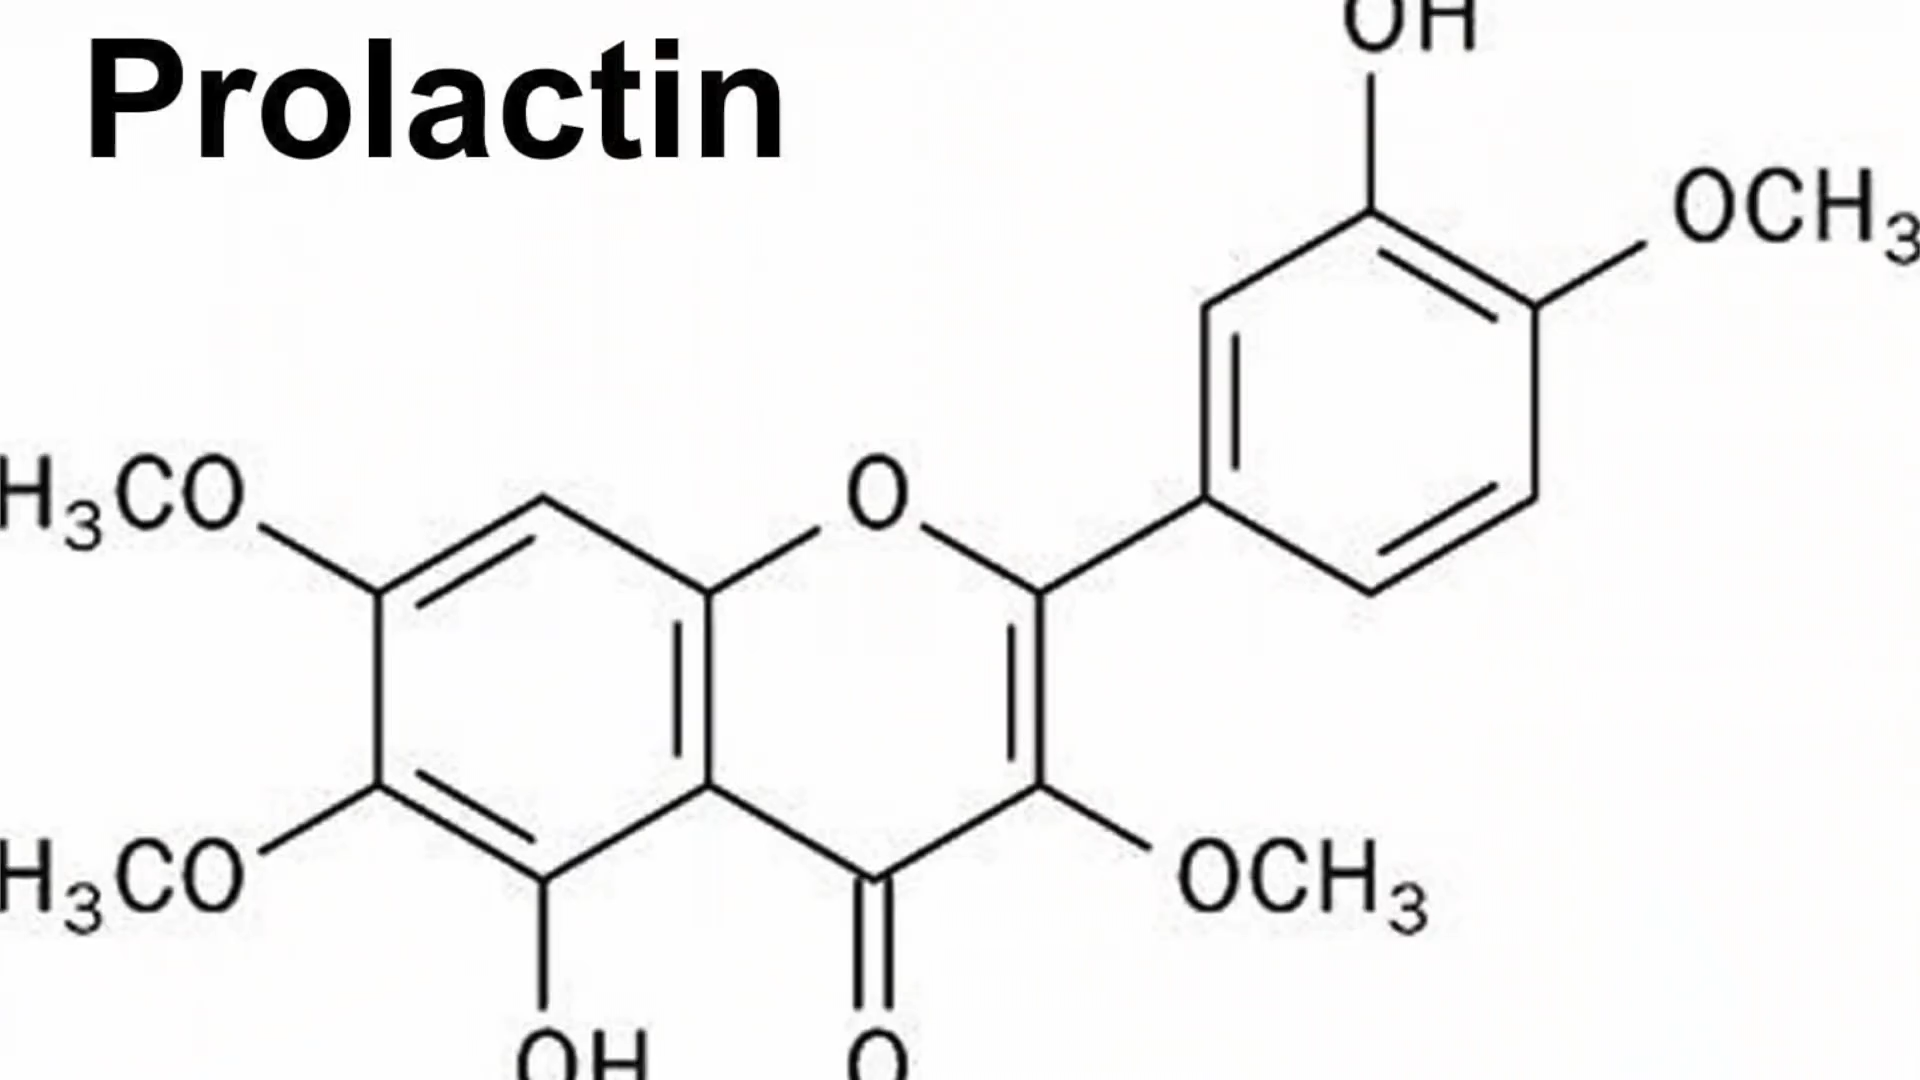 Prolactin
OH
OCH3
H3CO
O
H3CO
OCH3
OH
O